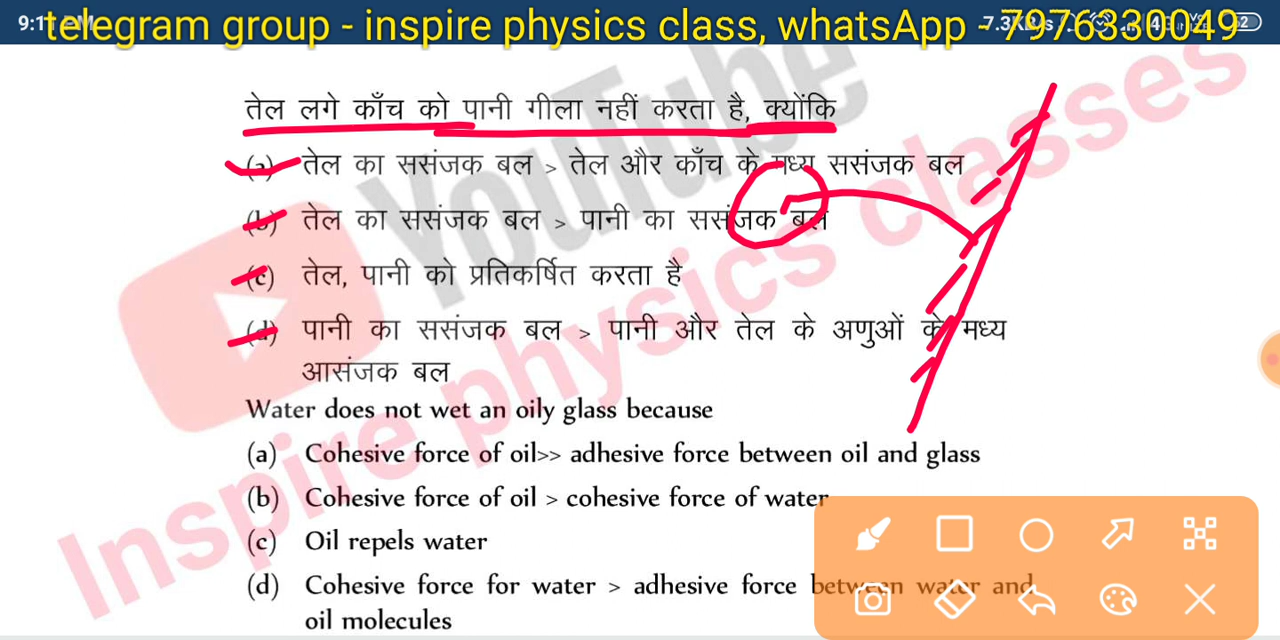 telegram group - inspire physics class, whatsApp - 7976330049
तेल लगे काँच को पानी गीला नहीं करता है, क्योंकि
(a) तेल का ससंजक बल > तेल और काँच के मध्य ससंजक बल
(b) तेल का ससंजक बल > पानी का ससंजक बल
(c) तेल, पानी को प्रतिकर्षित करता है
(d) पानी का ससंजक बल > पानी और तेल के अणुओं के मध्य
आसंजक बल
Water does not wet an oily glass because
(a) Cohesive force of oil>> adhesive force between oil and glass
(b) Cohesive force of oil > cohesive force of water
(c) Oil repels water
(d) Cohesive force for water > adhesive force between water and
oil molecules
YouTube
Inspire physics classes